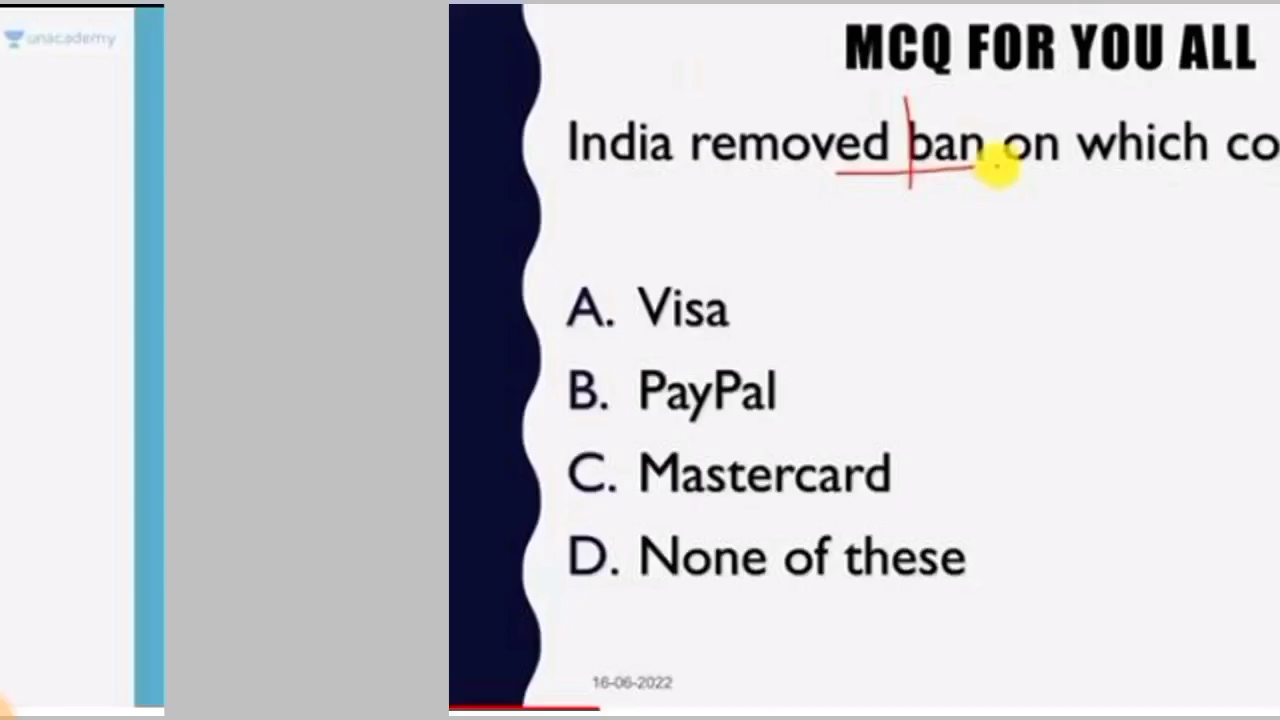 unacademy
MCQ FOR YOU ALL
India removed ban on which co
A. Visa
B. PayPal
C. Mastercard
D. None of these
16-06-2022